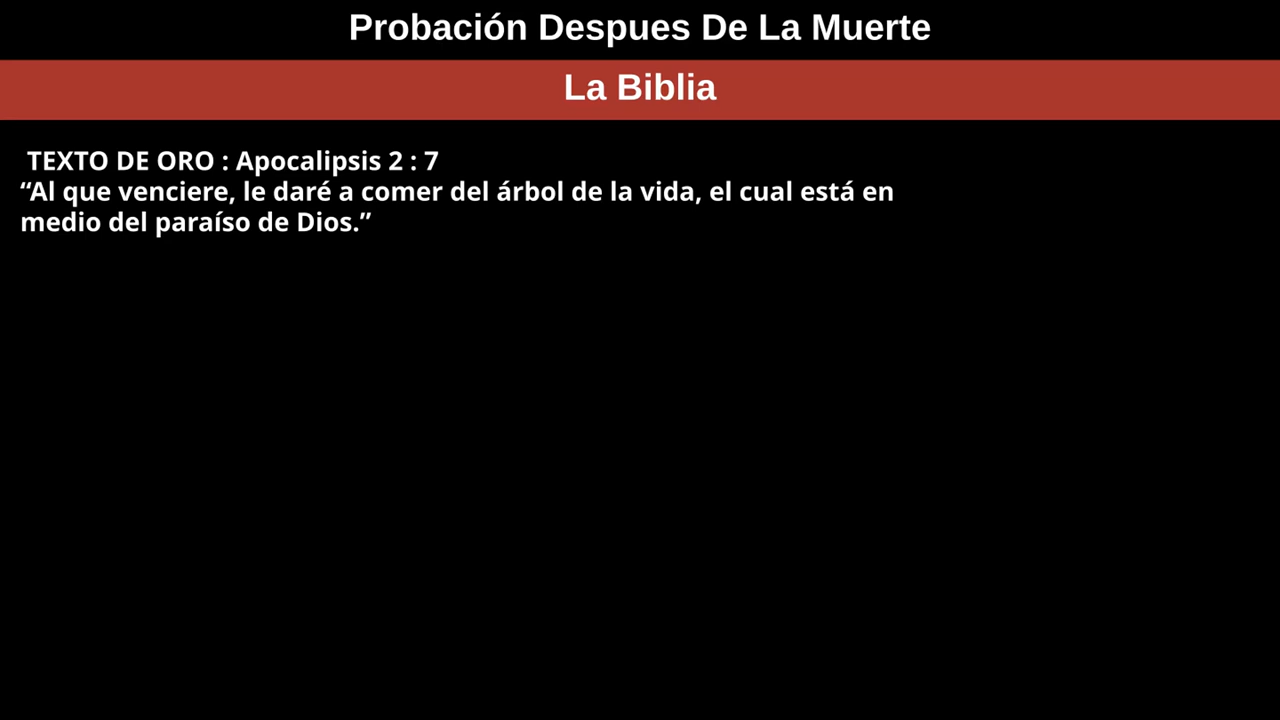 Probación Despues De La Muerte
La Biblia
TEXTO DE ORO : Apocalipsis 2 : 7
“Al que venciere, le daré a comer del árbol de la vida, el cual está en
medio del paraíso de Dios.”